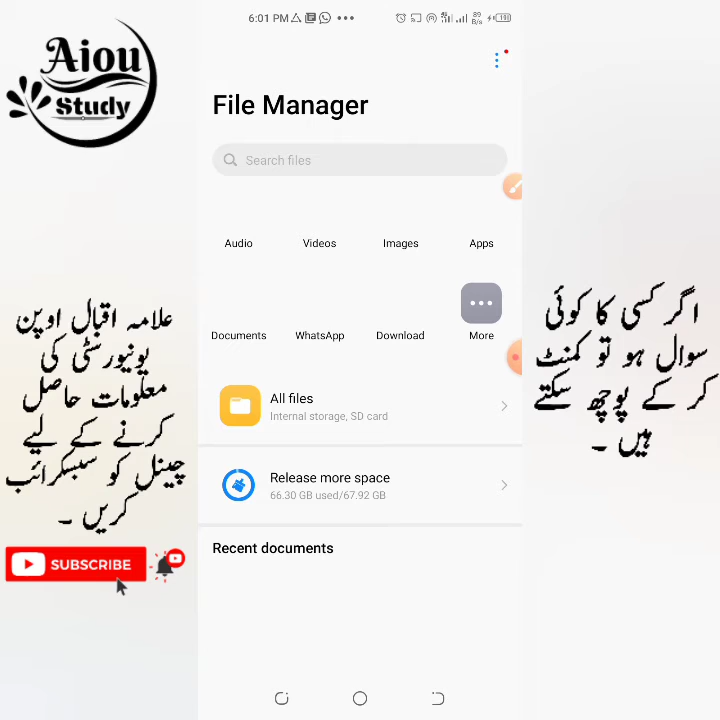 Aiou
Study
علامہ اقبال اوپن
یونیورسٹی کی
معلومات حاصل
کرنے کے لیے
چینل کو سبسکرائب
کریں ۔
SUBSCRIBE
6:01 PM
89
B/s
19
File Manager
Search files
Audio
Videos
Images
Apps
Documents
WhatsApp
Download
More
All files
Internal storage, SD card
Release more space
66.30 GB used/67.92 GB
Recent documents
اگر کسی کا کوئی
سوال ہو تو کمنٹ
کر کے پوچھ سکتے
ہیں ۔